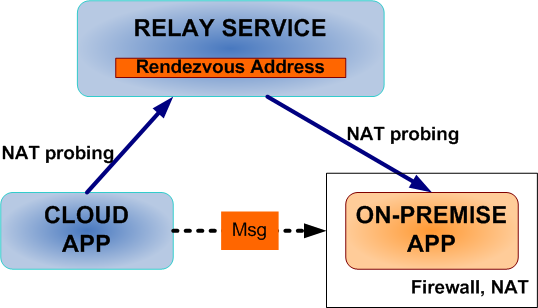 RELAY SERVICE
Rendezvous Address
NAT probing
NAT probing
CLOUD
APP
Msg
ON-PREMISE
APP
Firewall, NAT